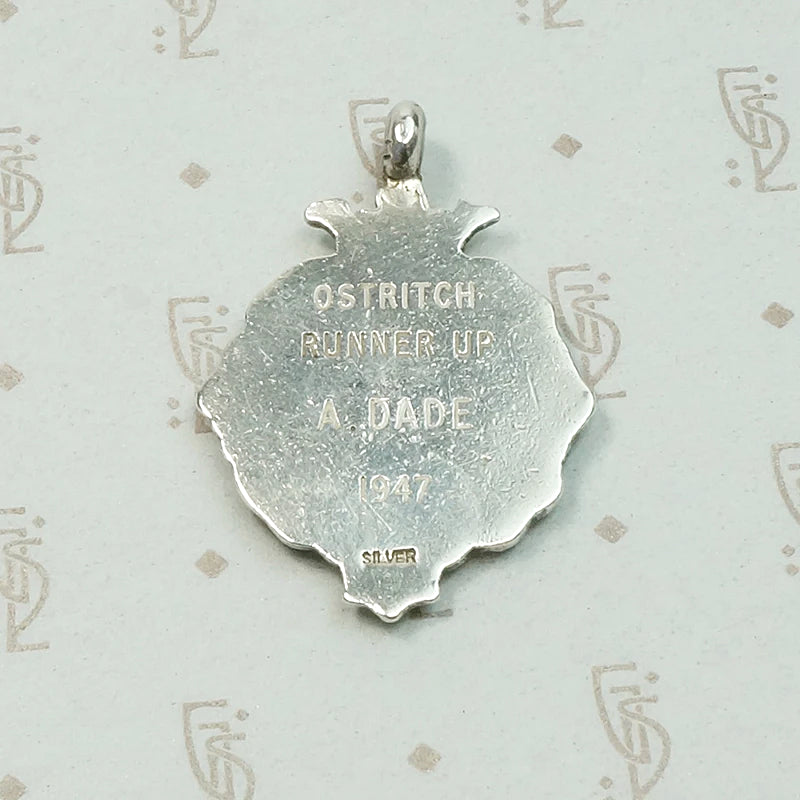 OSTRITCH
RUNNER UP
A. DADE
1947
SILVER